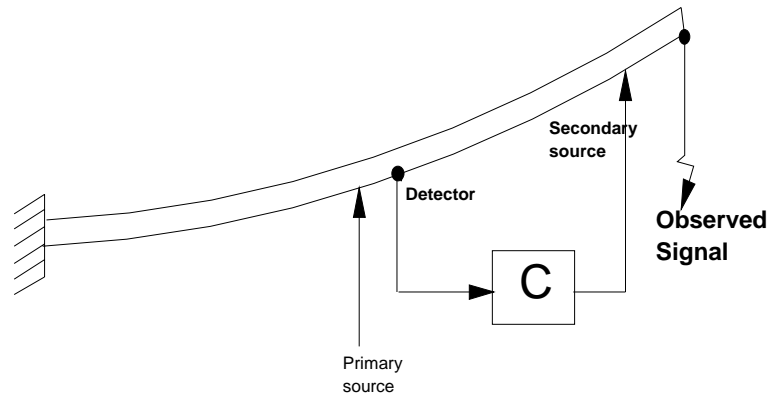 Secondary
source
Detector
Observed
Signal
C
Primary
source